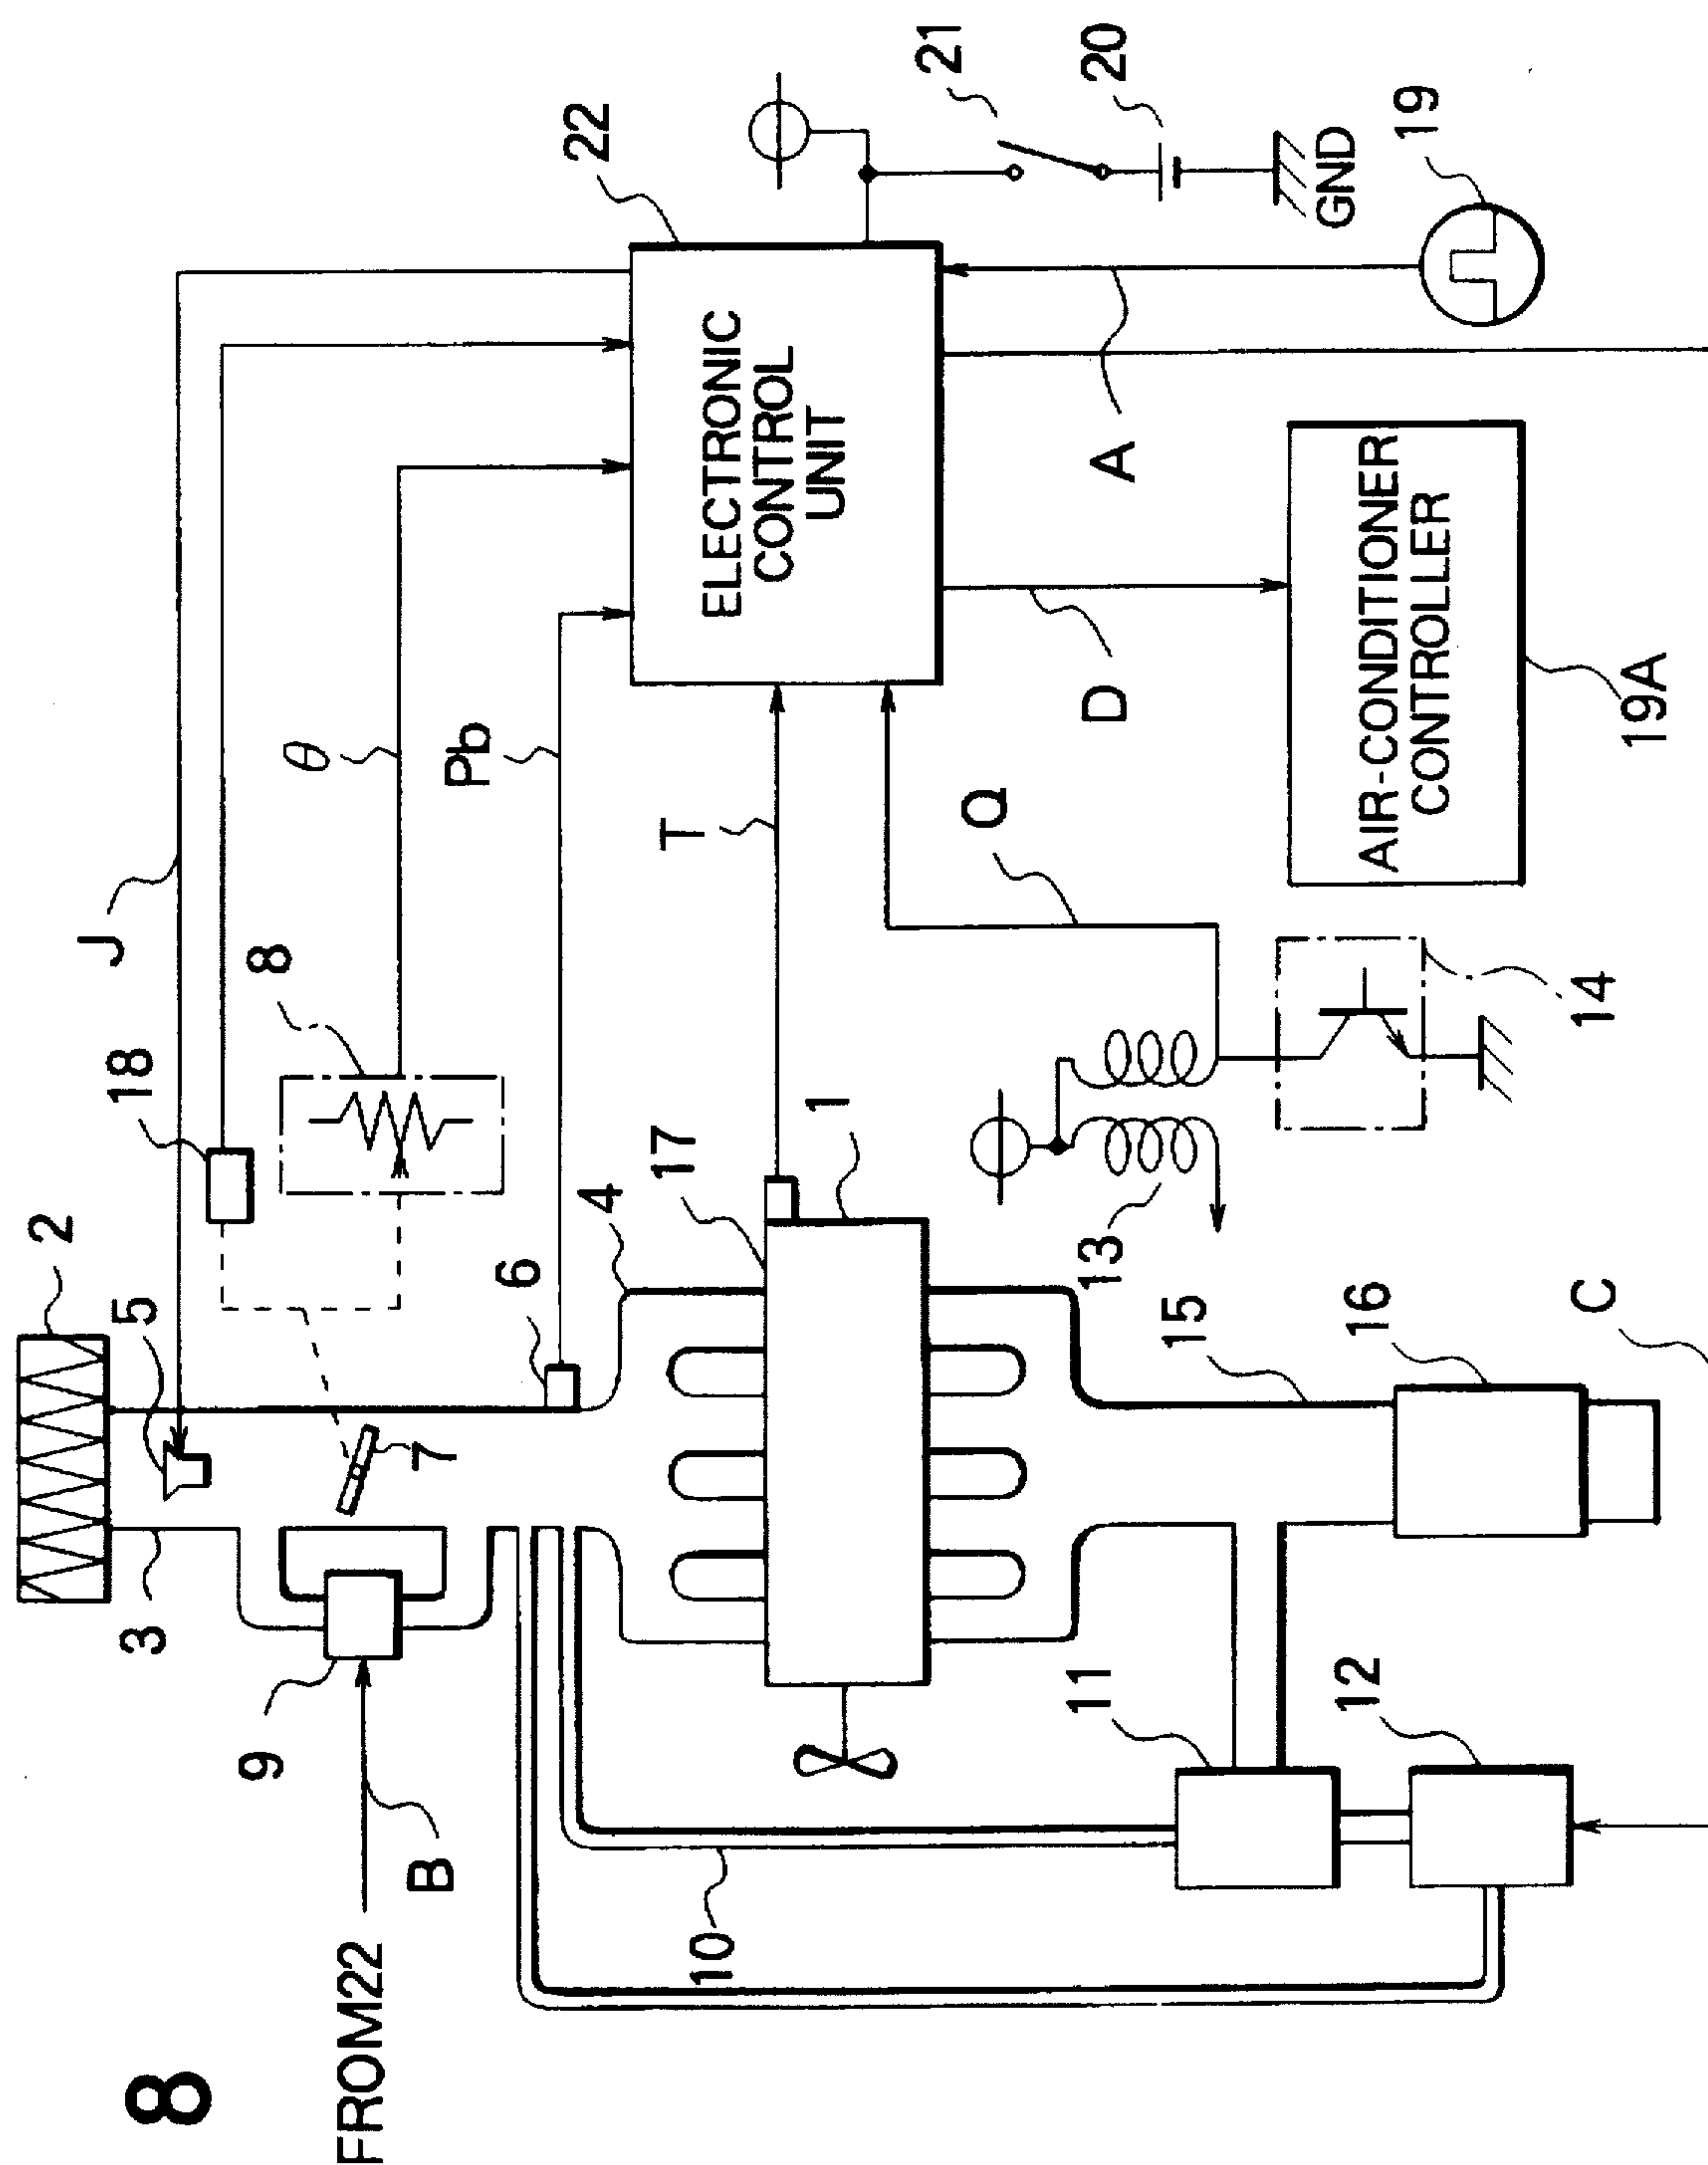 8
FROM22
B
9
3
2
5
7
18
J
8
θ
Pb
6
4
17
1
T
10
11
12
15
16
C
13
14
Q
22
ELECTRONIC
CONTROL
UNIT
D
A
AIR-CONDITIONER
CONTROLLER
19A
21
20
GND
19